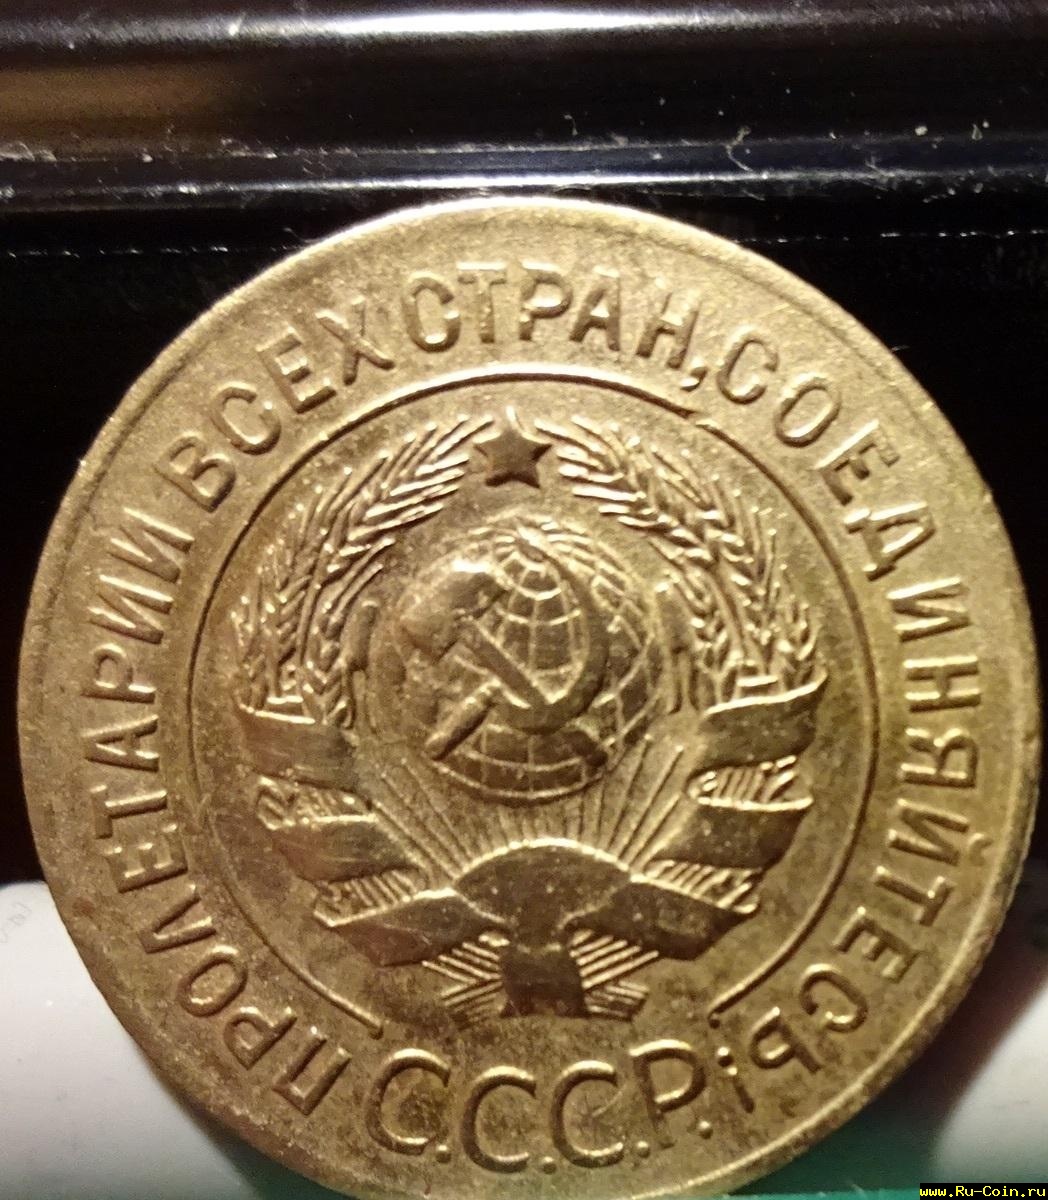 ПРОЛЕТАРИИ ВСЕХ СТРАН, СОЕДИНЯЙТЕСЬ!
С.С.С.Р.
www.Ru-Coin.ru